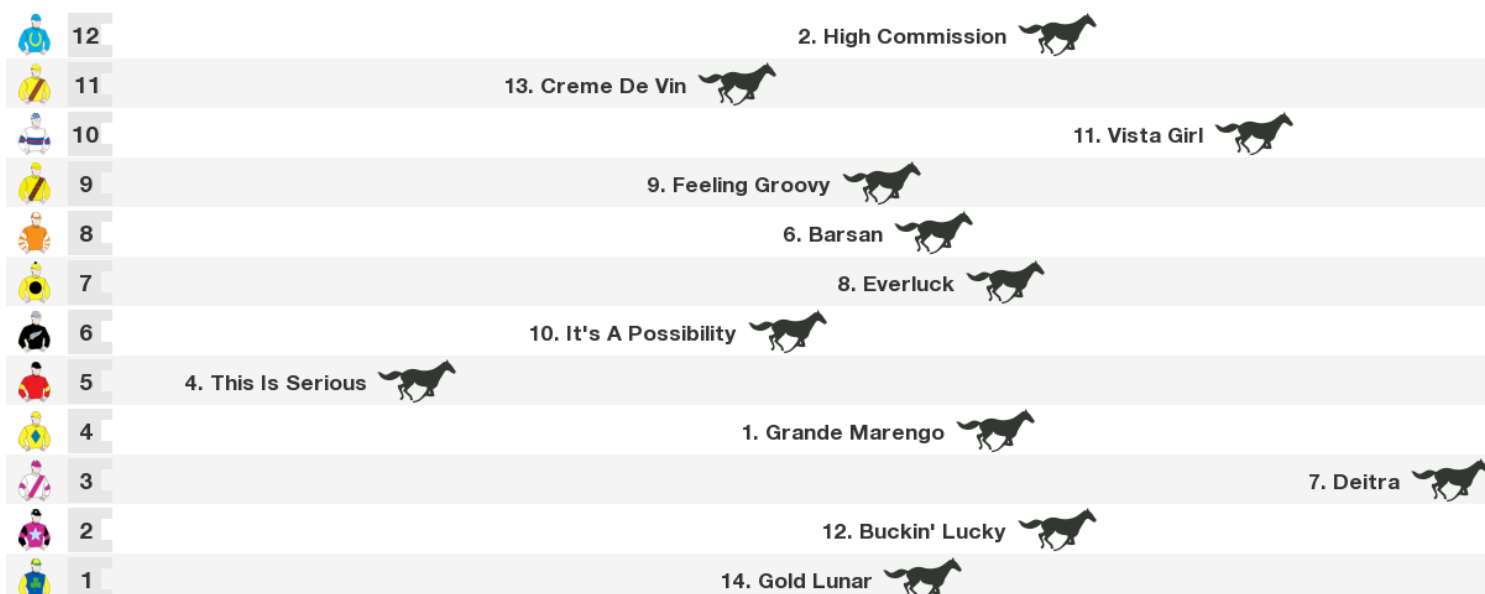 12 2. High Commission
11 13. Creme De Vin
10 11. Vista Girl
9 9. Feeling Groovy
8 6. Barsan
7 8. Everluck
6 10. It's A Possibility
5 4. This Is Serious
4 1. Grande Marengo
3 7. Deitra
2 12. Buckin' Lucky
1 14. Gold Lunar